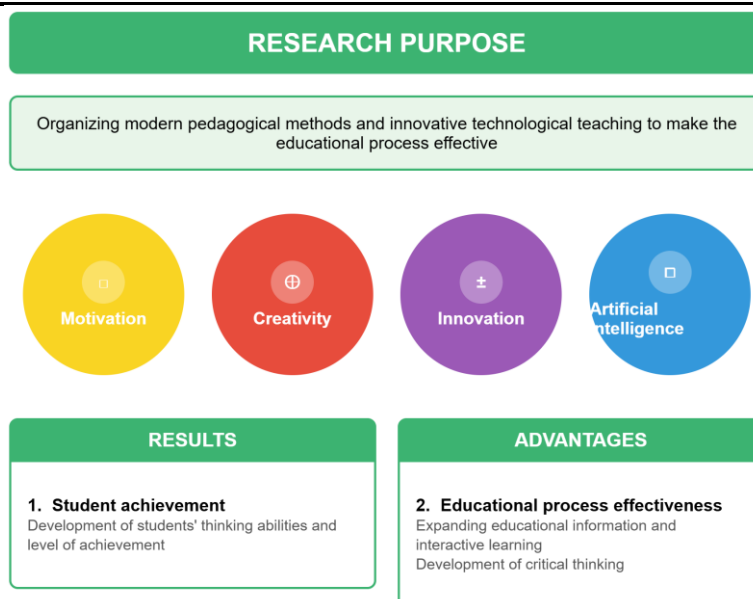 RESEARCH PURPOSE
Organizing modern pedagogical methods and innovative technological teaching to make the
educational process effective
Motivation
Creativity
±
Innovation
Artificial
Intelligence
RESULTS
1. Student achievement
Development of students' thinking abilities and
level of achievement
ADVANTAGES
2. Educational process effectiveness
Expanding educational information and
interactive learning
Development of critical thinking